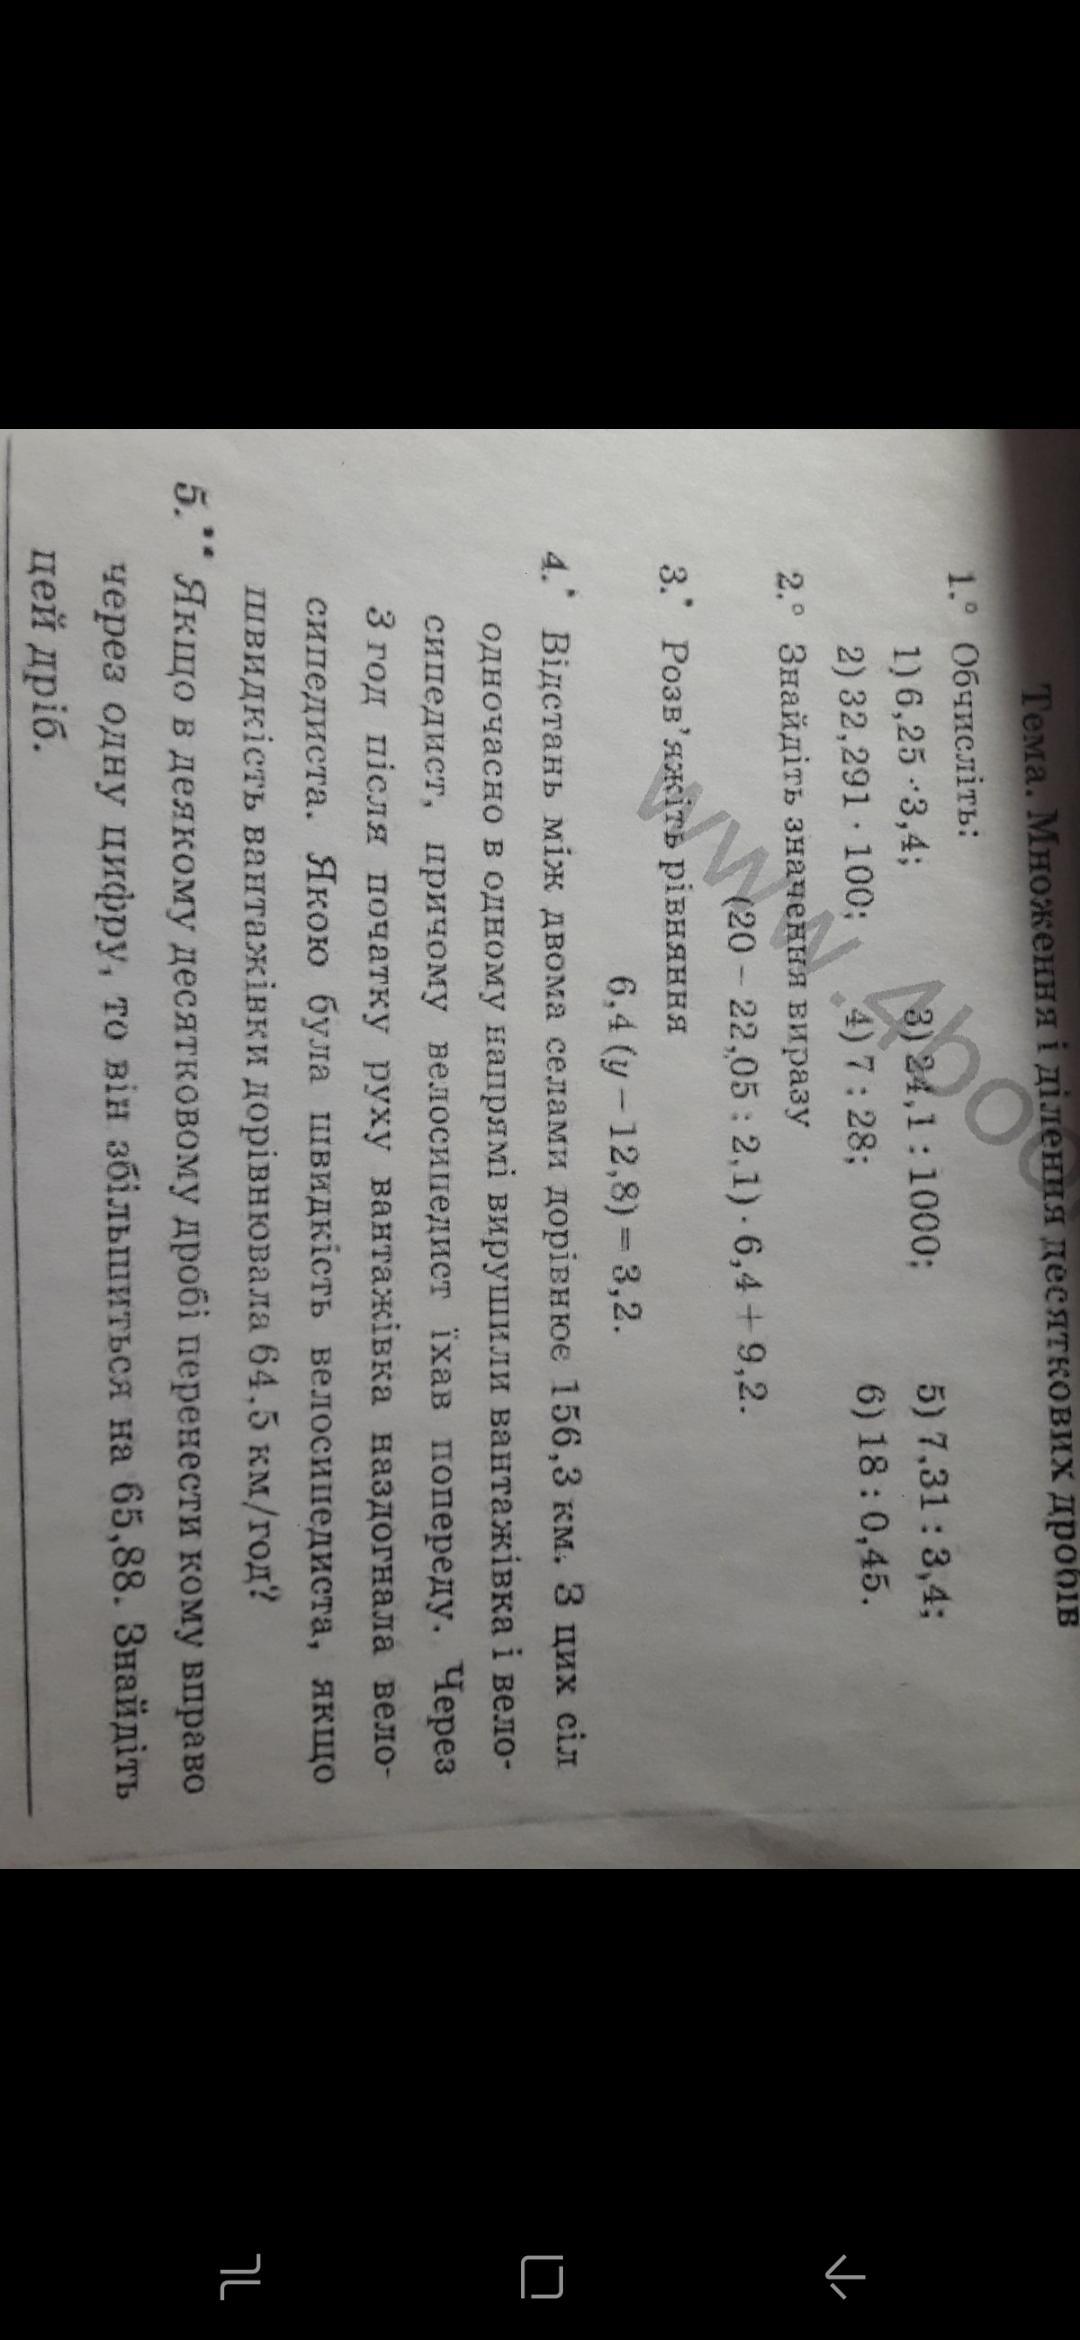 Тема. Множення і ділення десяткових дробів
1.° Обчисліть:
1) 6,25 · 3,4; 3) 24,1 : 1000; 5) 7,31 : 3,4;
2) 32,291 · 100; 4) 7 : 28; 6) 18 : 0,45.
2.° Знайдіть значення виразу
(20 – 22,05 : 2,1) · 6,4 + 9,2.
3.• Розв’яжіть рівняння
6,4 (y – 12,8) = 3,2.
4.• Відстань між двома селами дорівнює 156,3 км. З цих сіл
одночасно в одному напрямі вирушили вантажівка і вело-
сипедист, причому велосипедист їхав попереду. Через
3 год після початку руху вантажівка наздогнала вело-
сипедиста. Якою була швидкість велосипедиста, якщо
швидкість вантажівки дорівнювала 64,5 км/год?
5.•• Якщо в деякому десятковому дробі перенести кому вправо
через одну цифру, то він збільшиться на 65,88. Знайдіть
цей дріб.
www.4boo